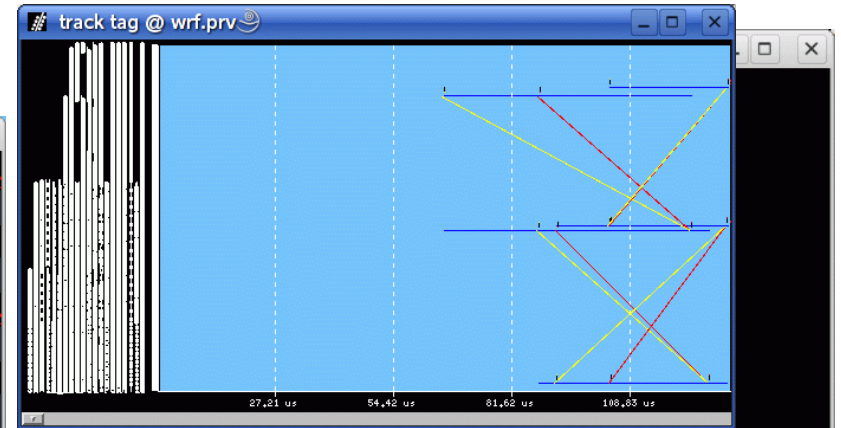 track tag @ wrf.prv
27,21 us 54,42 us 81,62 us 108,83 us